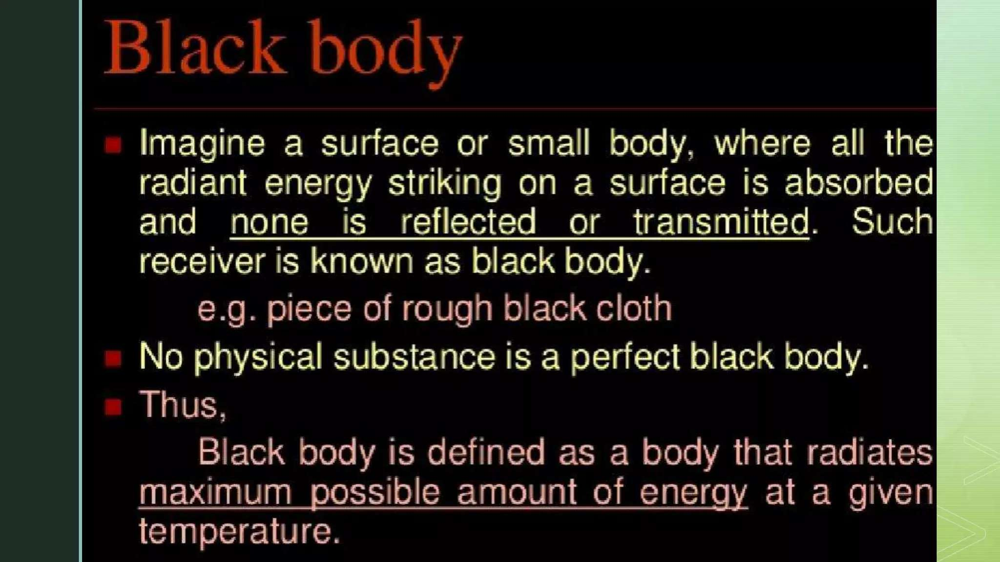 Black body
Imagine a surface or small body, where all the
radiant energy striking on a surface is absorbed
and none is reflected or transmitted. Such
receiver is known as black body.
e.g. piece of rough black cloth
No physical substance is a perfect black body.
Thus,
Black body is defined as a body that radiates
maximum possible amount of energy at a given
temperature.